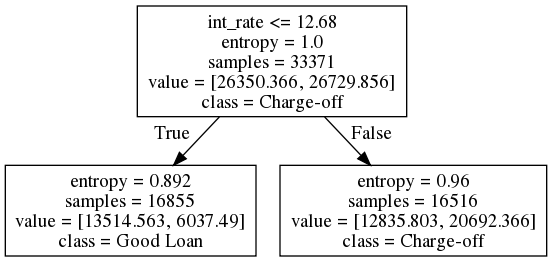 int_rate <= 12.68
entropy = 1.0
samples = 33371
value = [26350.366, 26729.856]
class = Charge-off
True
False
entropy = 0.892
samples = 16855
value = [13514.563, 6037.49]
class = Good Loan
entropy = 0.96
samples = 16516
value = [12835.803, 20692.366]
class = Charge-off